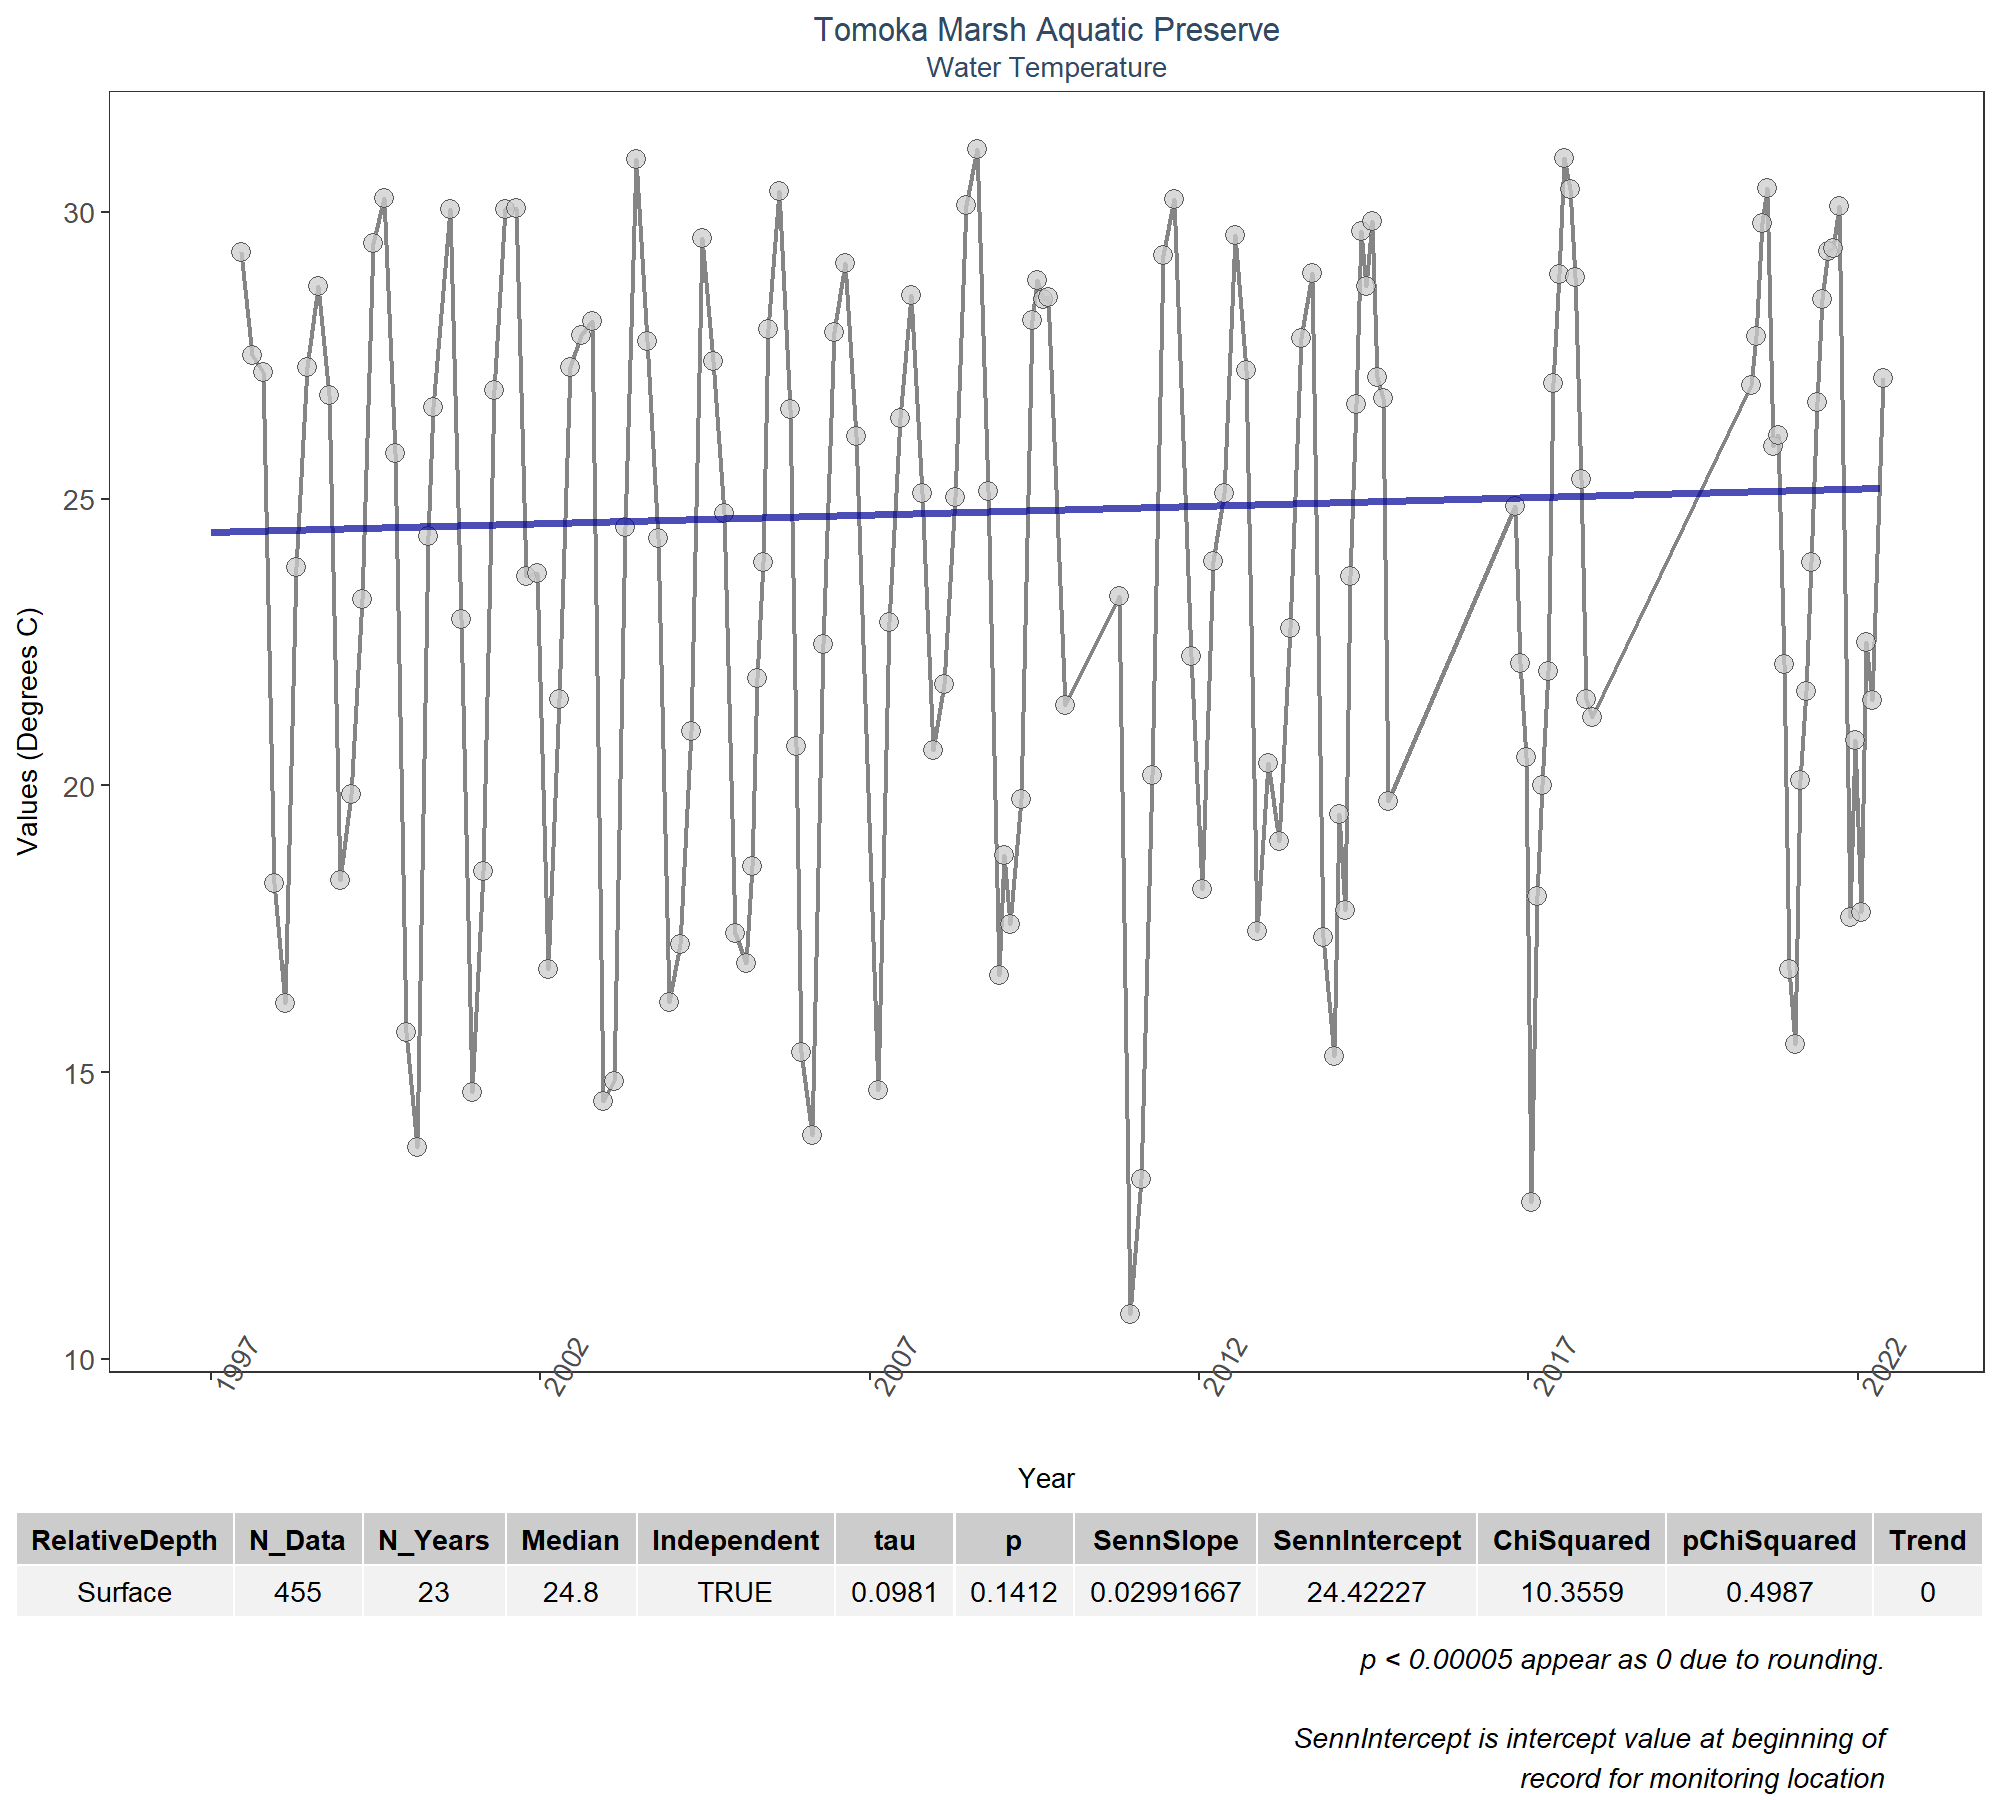 Tomoka Marsh Aquatic Preserve
Water Temperature
Values (Degrees C)
30
25
20
15
10
1997
2002
2007
2012
2017
2022
Year
RelativeDepth N_Data N_Years Median Independent tau p SennSlope SennIntercept ChiSquared pChiSquared Trend
Surface 455 23 24.8 TRUE 0.0981 0.1412 0.02991667 24.42227 10.3559 0.4987 0
p < 0.00005 appear as 0 due to rounding.
SennIntercept is intercept value at beginning of
record for monitoring location